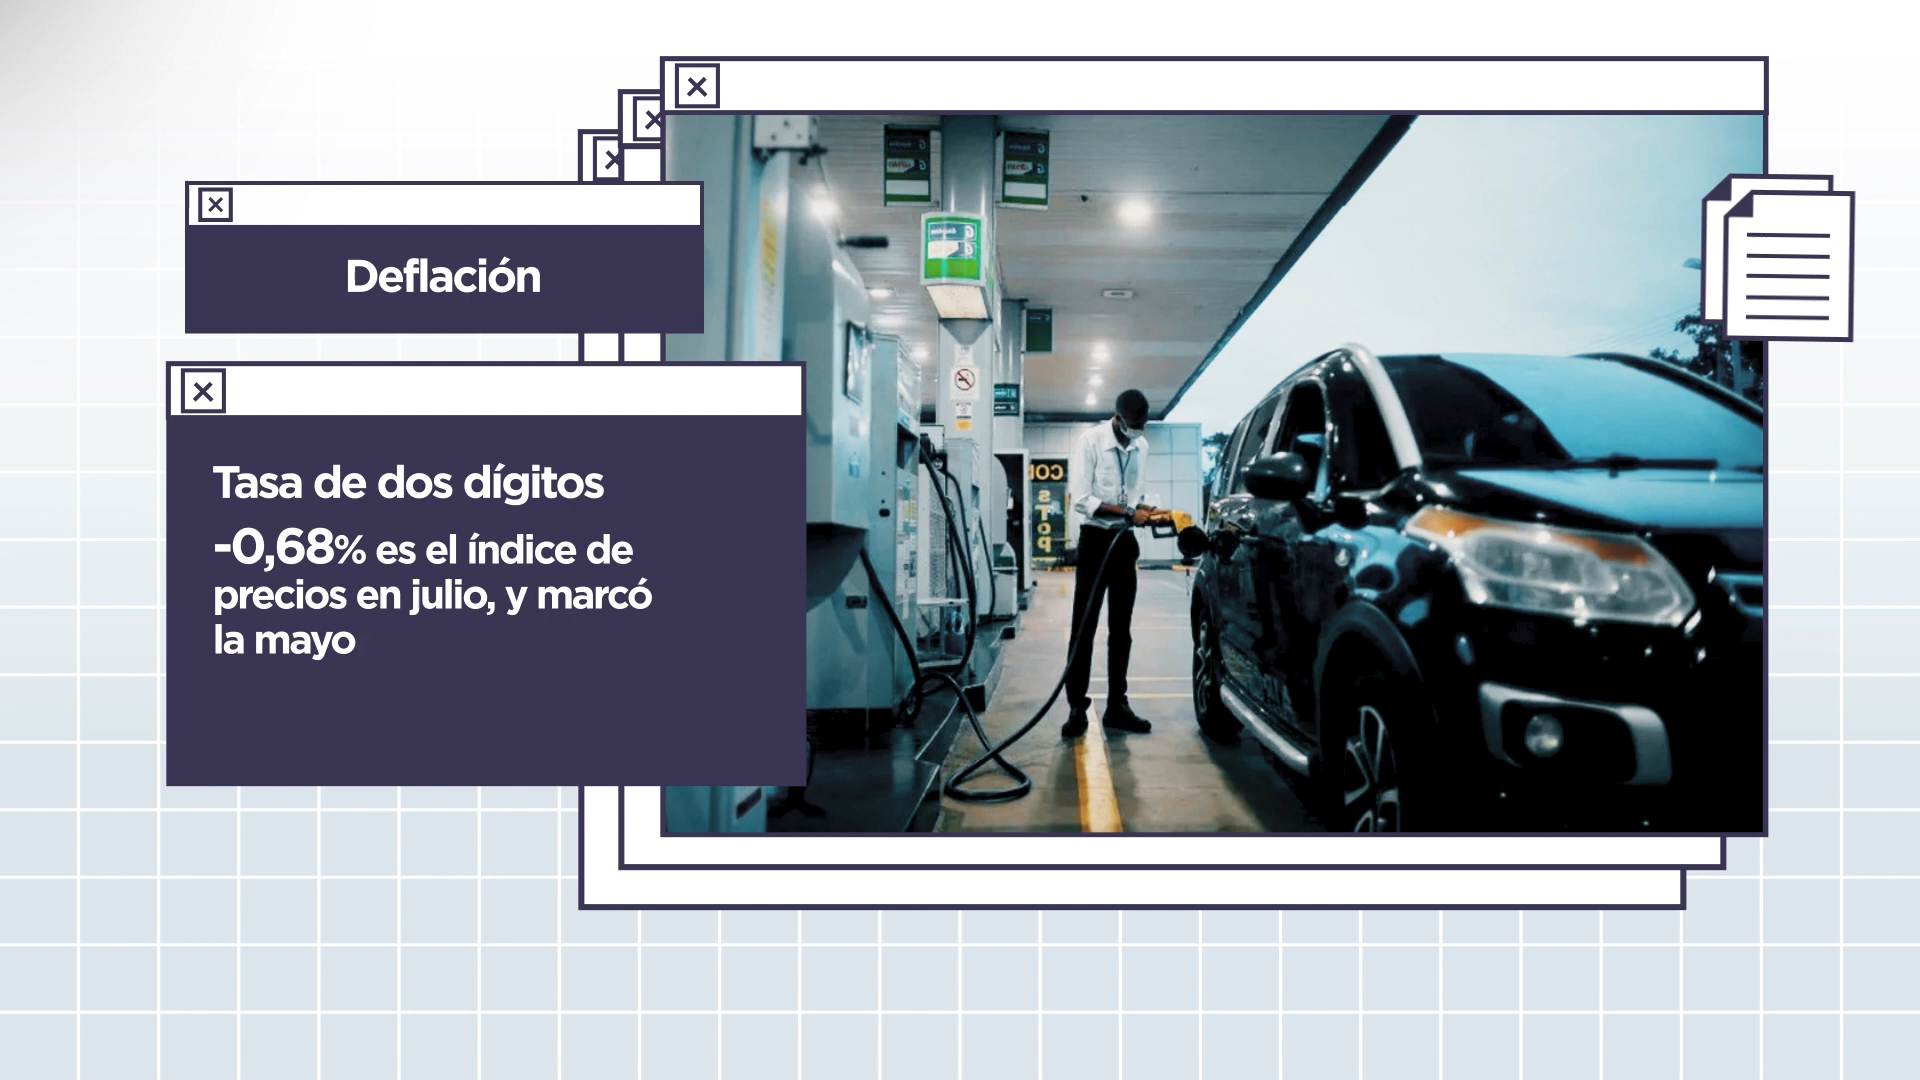 Deflación
Tasa de dos dígitos
-0,68% es el índice de
precios en julio, y marcó
la mayo